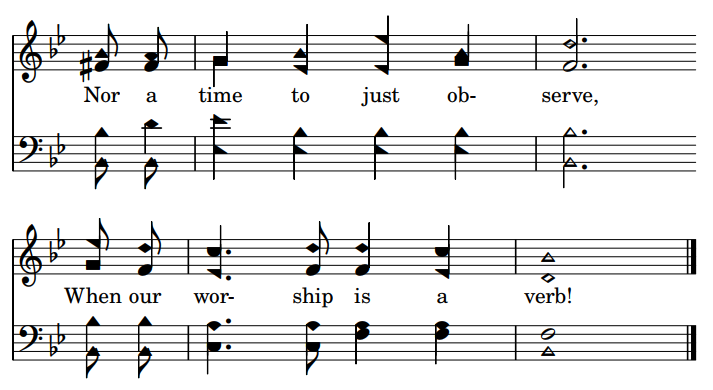 Nor a time to just ob- serve,
When our wor- ship is a verb!